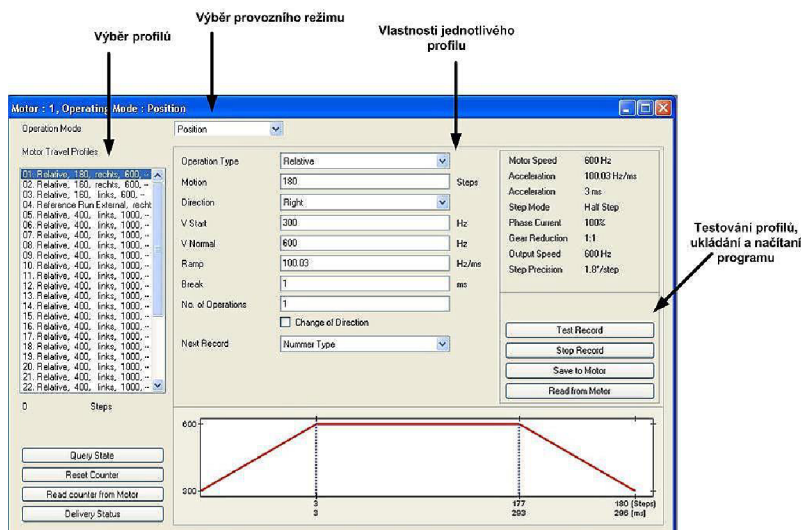 Výběr provozního režimu
Výběr profilů
Vlastnosti jednotlivého
profilu
Motor : 1, Operating Mode : Position
Operation Mode
Position
Motor Travel Profiles
01. Relative, 180, rechts, 600, --
02. Relative, 160, rechts, 600, --
03. Relative, 160, links, 600, --
04. Reference Run External, recht
05. Relative, 400, links, 1000, --
06. Relative, 400, links, 1000, --
07. Relative, 400, links, 1000, --
08. Relative, 400, links, 1000, --
09. Relative, 400, links, 1000, --
10. Relative, 400, links, 1000, --
11. Relative, 400, links, 1000, --
12. Relative, 400, links, 1000, --
13. Relative, 400, links, 1000, --
14. Relative, 400, links, 1000, --
15. Relative, 400, links, 1000, --
16. Relative, 400, links, 1000, --
17. Relative, 400, links, 1000, --
18. Relative, 400, links, 1000, --
19. Relative, 400, links, 1000, --
20. Relative, 400, links, 1000, --
21. Relative, 400, links, 1000, --
22. Relative, 400, links, 1000, --
0 Steps
Query State
Reset Counter
Read counter from Motor
Delivery Status
Operation Type Relative
Motion 180 Steps
Direction Right
V Start 300 Hz
V Normal 600 Hz
Ramp 100.03 Hz/ms
Break 1 ms
No. of Operations 1
Change of Direction
Next Record Nummer Type
Motor Speed 600 Hz
Acceleration 100.03 Hz/ms
Acceleration 3 ms
Step Mode Half Step
Phase Current 100%
Gear Reduction 1:1
Output Speed 600 Hz
Step Precision 1.8°/step
Test Record
Stop Record
Save to Motor
Read from Motor
Testování profilů,
ukládání a načítaní
programu
600
300
3 177 180 (Steps)
3 293 296 [ms]